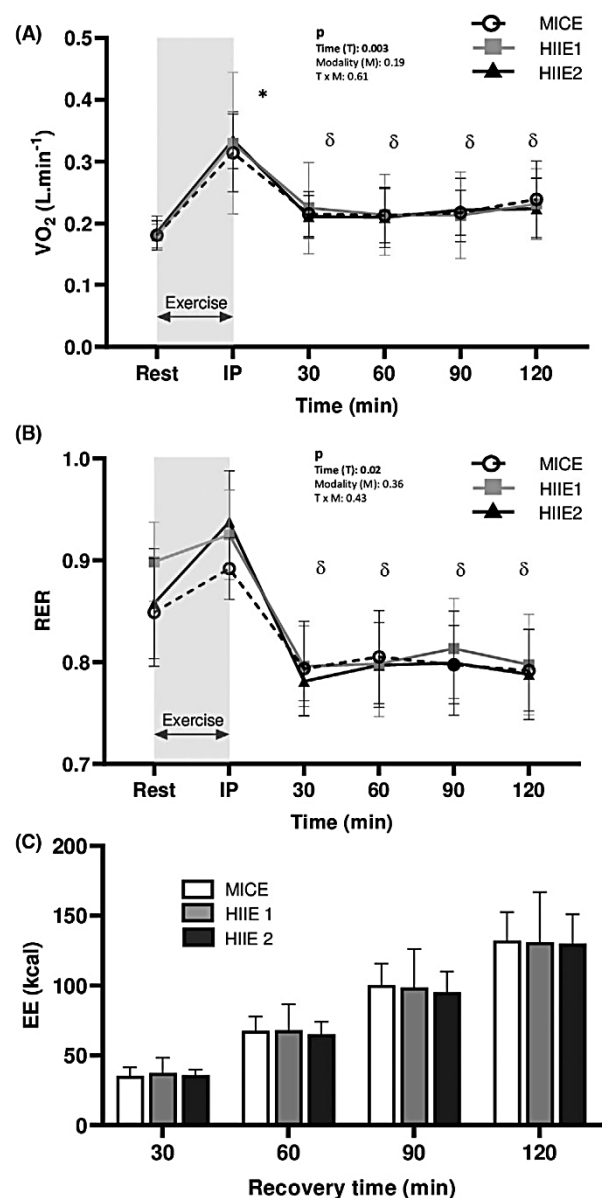 (A)
p
Time (T): 0.003
Modality (M): 0.19
T x M: 0.61
MICE
HIIE1
HIIE2
0.5
0.4
0.3
0.2
0.1
0.0
VO₂ (L.min⁻¹)
*
δ δ δ δ
Exercise
Rest IP 30 60 90 120
Time (min)
(B)
p
Time (T): 0.02
Modality (M): 0.36
T x M: 0.43
MICE
HIIE1
HIIE2
1.0
0.9
0.8
0.7
RER
δ δ δ δ
Exercise
Rest IP 30 60 90 120
Time (min)
(C)
200
150
100
50
0
EE (kcal)
MICE
HIIE 1
HIIE 2
30 60 90 120
Recovery time (min)